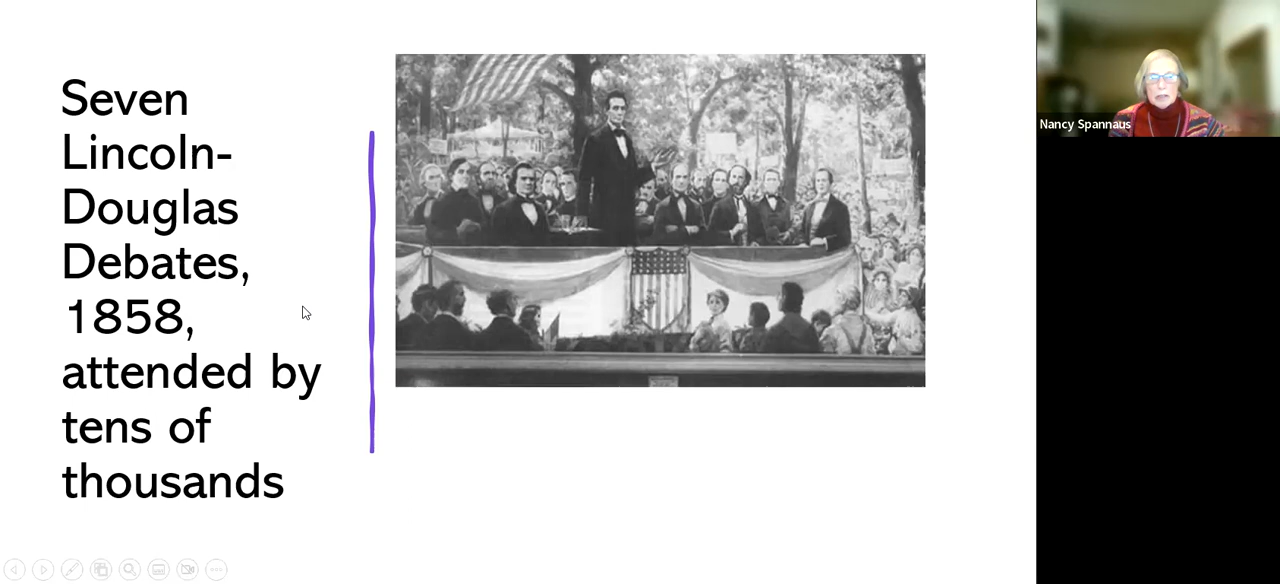 Seven
Lincoln-
Douglas
Debates,
1858,
attended by
tens of
thousands
Nancy Spannaus